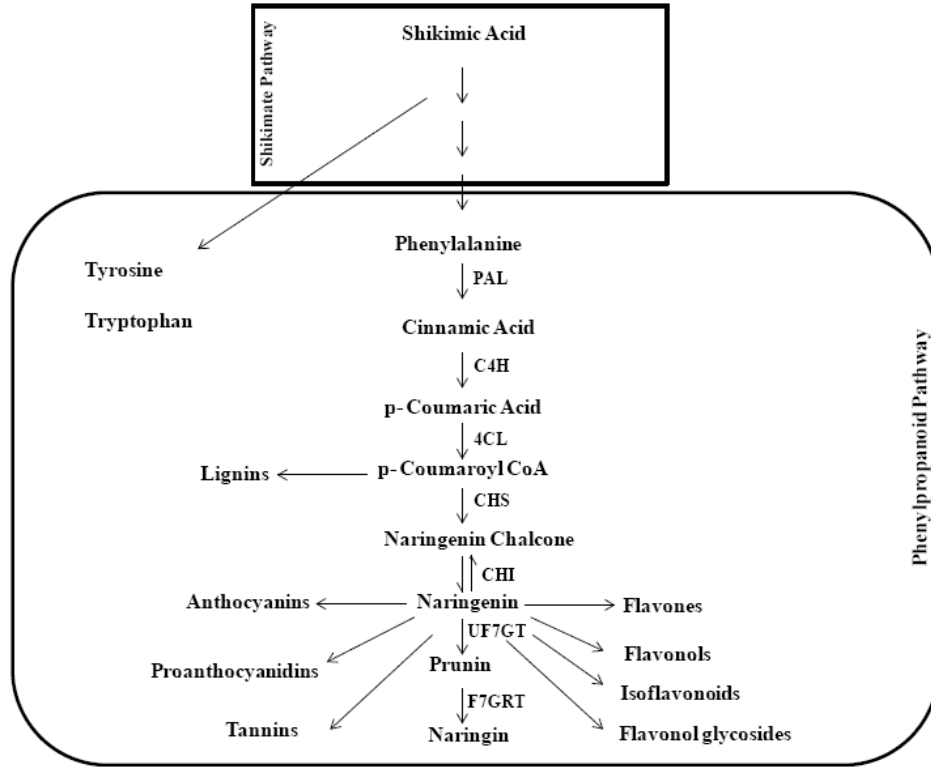 Shikimic Acid
Shikimate Pathway
Phenylalanine
Tyrosine
PAL
Tryptophan
Cinnamic Acid
C4H
p- Coumaric Acid
4CL
Lignins
p-Coumaroyl CoA
CHS
Naringenin Chalcone
CHI
Anthocyanins
Naringenin
Flavones
UF7GT
Proanthocyanidins
Prunin
Flavonols
F7GRT
Isoflavonoids
Tannins
Naringin
Flavonol glycosides
Phenylpropanoid Pathway